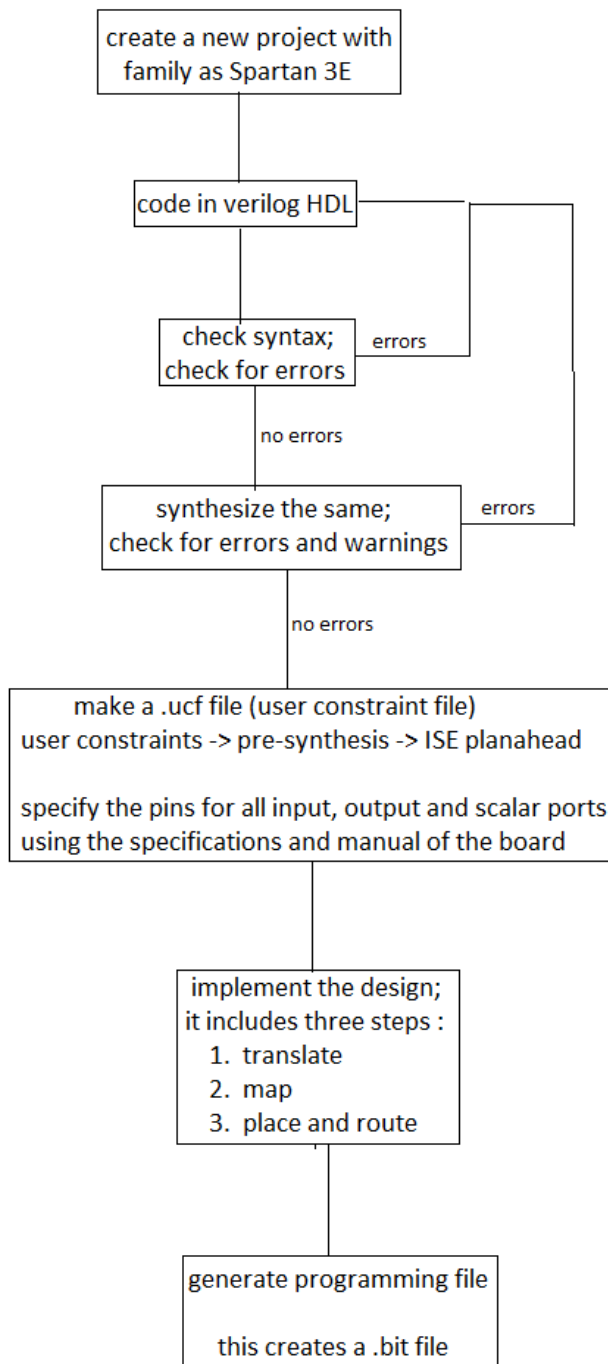 create a new project with
family as Spartan 3E
code in verilog HDL
check syntax;
check for errors
errors
no errors
synthesize the same;
check for errors and warnings
errors
no errors
make a .ucf file (user constraint file)
user constraints -> pre-synthesis -> ISE planahead
specify the pins for all input, output and scalar ports
using the specifications and manual of the board
implement the design;
it includes three steps :
1. translate
2. map
3. place and route
generate programming file
this creates a .bit file